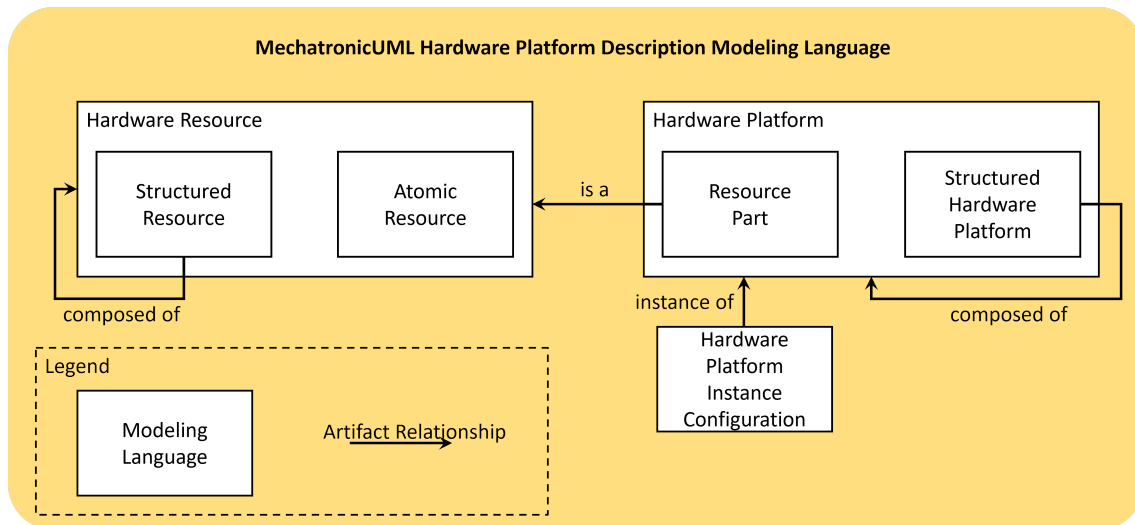 MechatronicUML Hardware Platform Description Modeling Language
Hardware Resource
Structured
Resource
Atomic
Resource
composed of
is a
Hardware Platform
Resource
Part
Structured
Hardware
Platform
instance of
composed of
Hardware
Platform
Instance
Configuration
Legend
Modeling
Language
Artifact Relationship